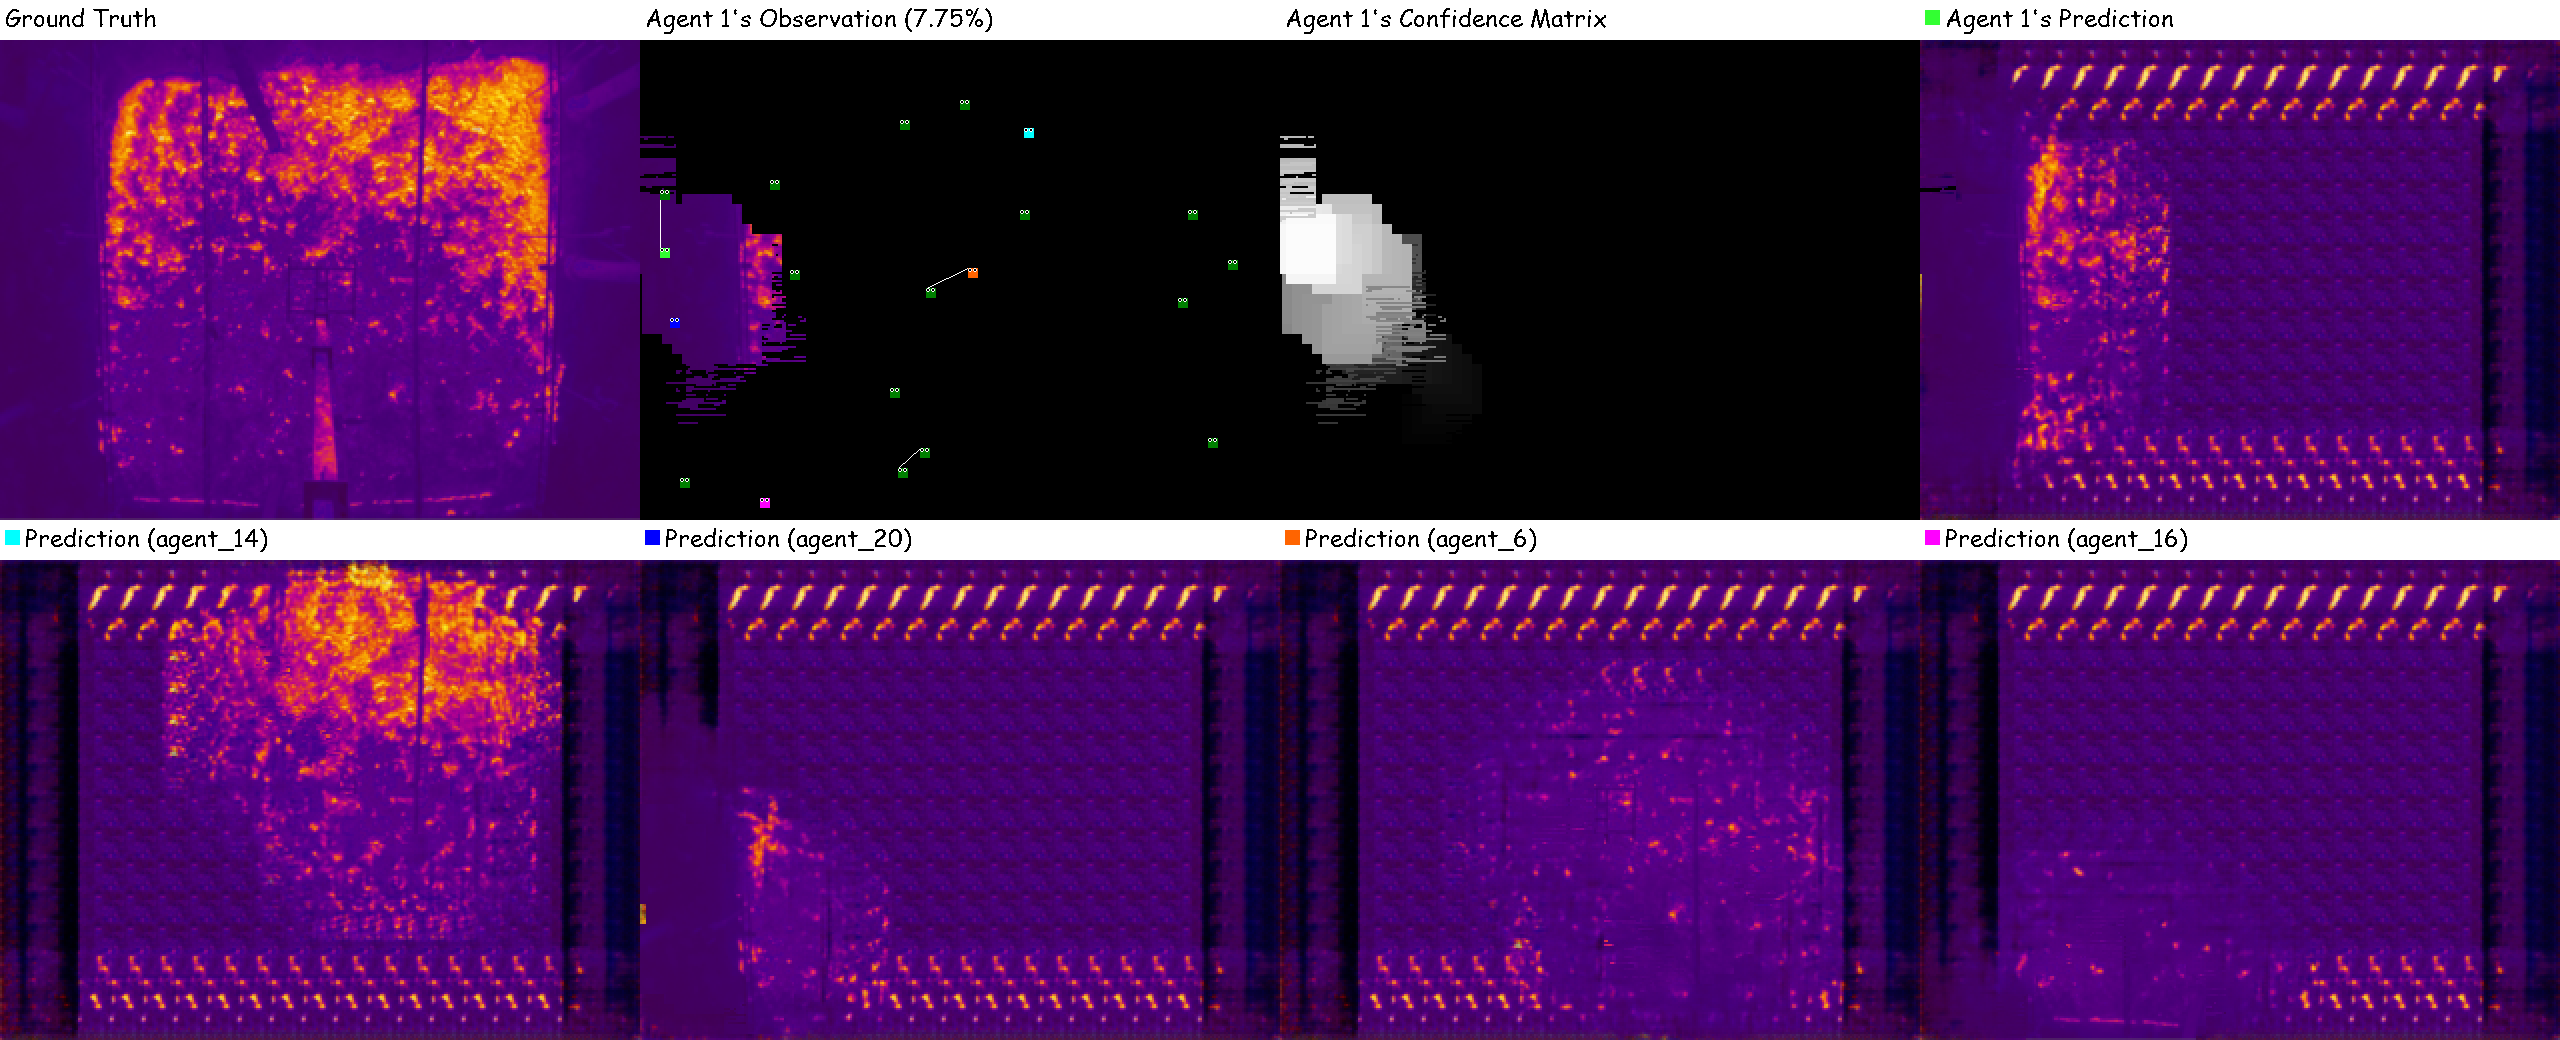 Ground Truth
Agent 1's Observation (7.75%)
Agent 1's Confidence Matrix
Agent 1's Prediction
Prediction (agent_14)
Prediction (agent_20)
Prediction (agent_6)
Prediction (agent_16)